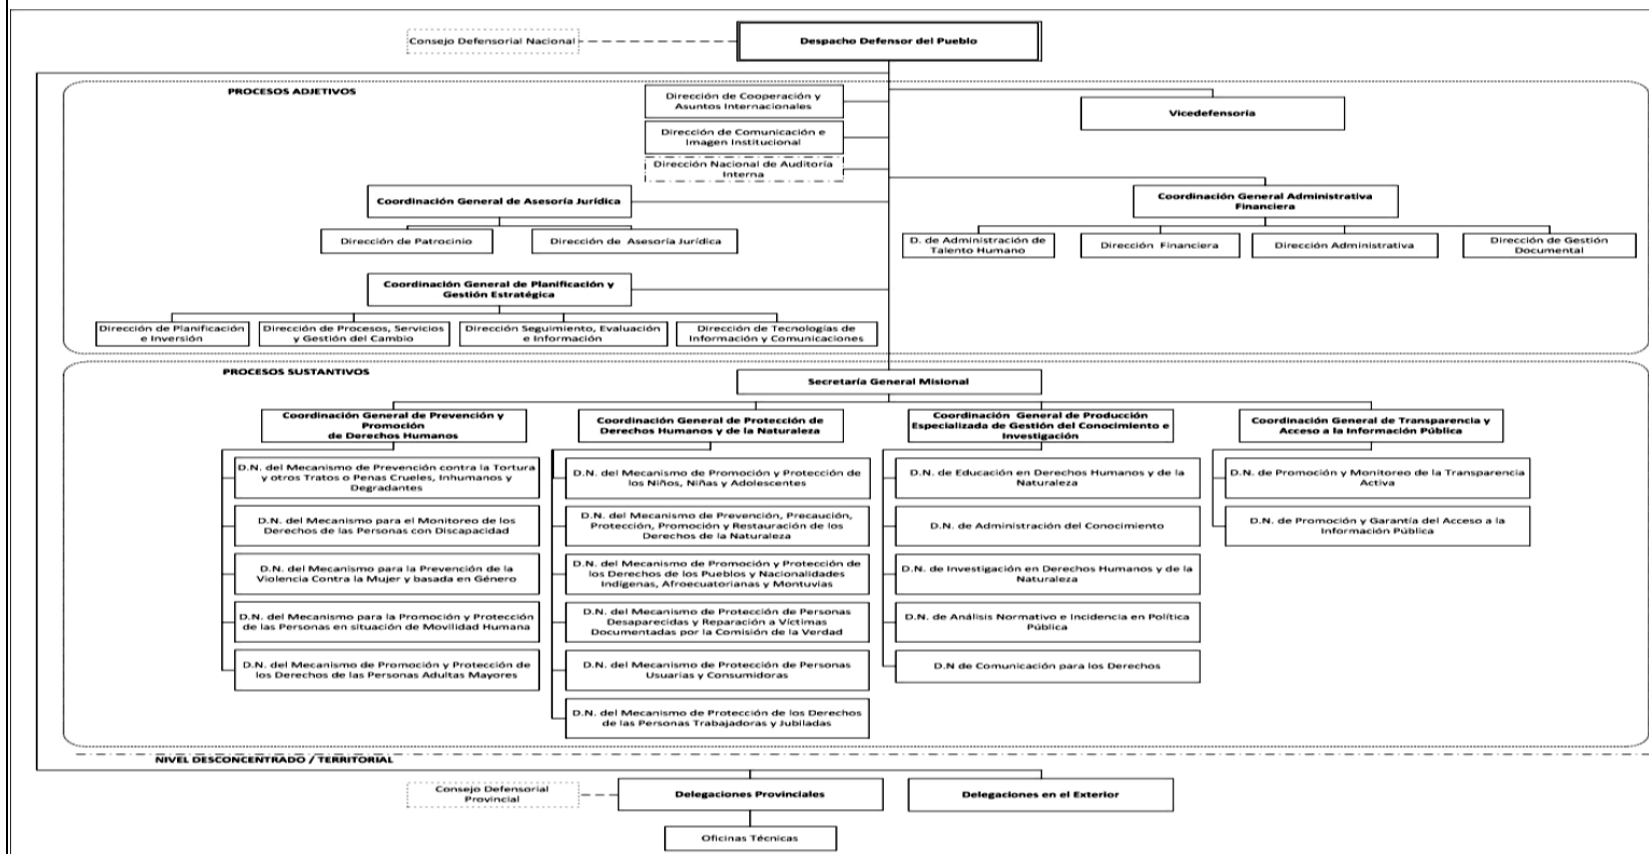 Consejo Defensorial Nacional
Despacho Defensor del Pueblo
PROCESOS ADJETIVOS
Dirección de Cooperación y
Asuntos Internacionales
Vicedefensoría
Dirección de Comunicación e
Imagen Institucional
Dirección Nacional de Auditoría
Interna
Coordinación General de Asesoría Jurídica
Coordinación General Administrativa
Financiera
Dirección de Patrocinio
Dirección de Asesoría Jurídica
D. de Administración de
Talento Humano
Dirección Financiera
Dirección Administrativa
Dirección de Gestión
Documental
Coordinación General de Planificación y
Gestión Estratégica
Dirección de Planificación
e Inversión
Dirección de Procesos, Servicios
y Gestión del Cambio
Dirección Seguimiento, Evaluación
e Información
Dirección de Tecnologías de
Información y Comunicaciones
PROCESOS SUSTANTIVOS
Secretaría General Misional
Coordinación General de Prevención y
Promoción
de Derechos Humanos
Coordinación General de Protección de
Derechos Humanos y de la Naturaleza
Coordinación General de Producción
Especializada de Gestión del Conocimiento e
Investigación
Coordinación General de Transparencia y
Acceso a la Información Pública
D.N. del Mecanismo de Prevención contra la Tortura
y otros Tratos o Penas Crueles, Inhumanos y
Degradantes
D.N. del Mecanismo para el Monitoreo de los
Derechos de las Personas con Discapacidad
D.N. del Mecanismo para la Prevención de la
Violencia Contra la Mujer y basada en Género
D.N. del Mecanismo para la Promoción y Protección
de las Personas en situación de Movilidad Humana
D.N. del Mecanismo de Promoción y Protección de
los Derechos de las Personas Adultas Mayores
D.N. del Mecanismo de Promoción y Protección de
los Niños, Niñas y Adolescentes
D.N. del Mecanismo de Prevención, Precaución,
Protección, Promoción y Restauración de los
Derechos de la Naturaleza
D.N. del Mecanismo de Promoción y Protección de
los Derechos de los Pueblos y Nacionalidades
Indígenas, Afroecuatorianas y Montuvias
D.N. del Mecanismo de Protección de Personas
Desaparecidas y Reparación a Víctimas
Documentadas por la Comisión de la Verdad
D.N. del Mecanismo de Protección de Personas
Usuarias y Consumidoras
D.N. del Mecanismo de Protección de los Derechos
de las Personas Trabajadoras y Jubiladas
D.N. de Educación en Derechos Humanos y de la
Naturaleza
D.N. de Administración del Conocimiento
D.N. de Investigación en Derechos Humanos y de la
Naturaleza
D.N. de Análisis Normativo e Incidencia en Política
Pública
D.N de Comunicación para los Derechos
D.N. de Promoción y Monitoreo de la Transparencia
Activa
D.N. de Promoción y Garantía del Acceso a la
Información Pública
NIVEL DESCONCENTRADO / TERRITORIAL
Consejo Defensorial
Provincial
Delegaciones Provinciales
Delegaciones en el Exterior
Oficinas Técnicas